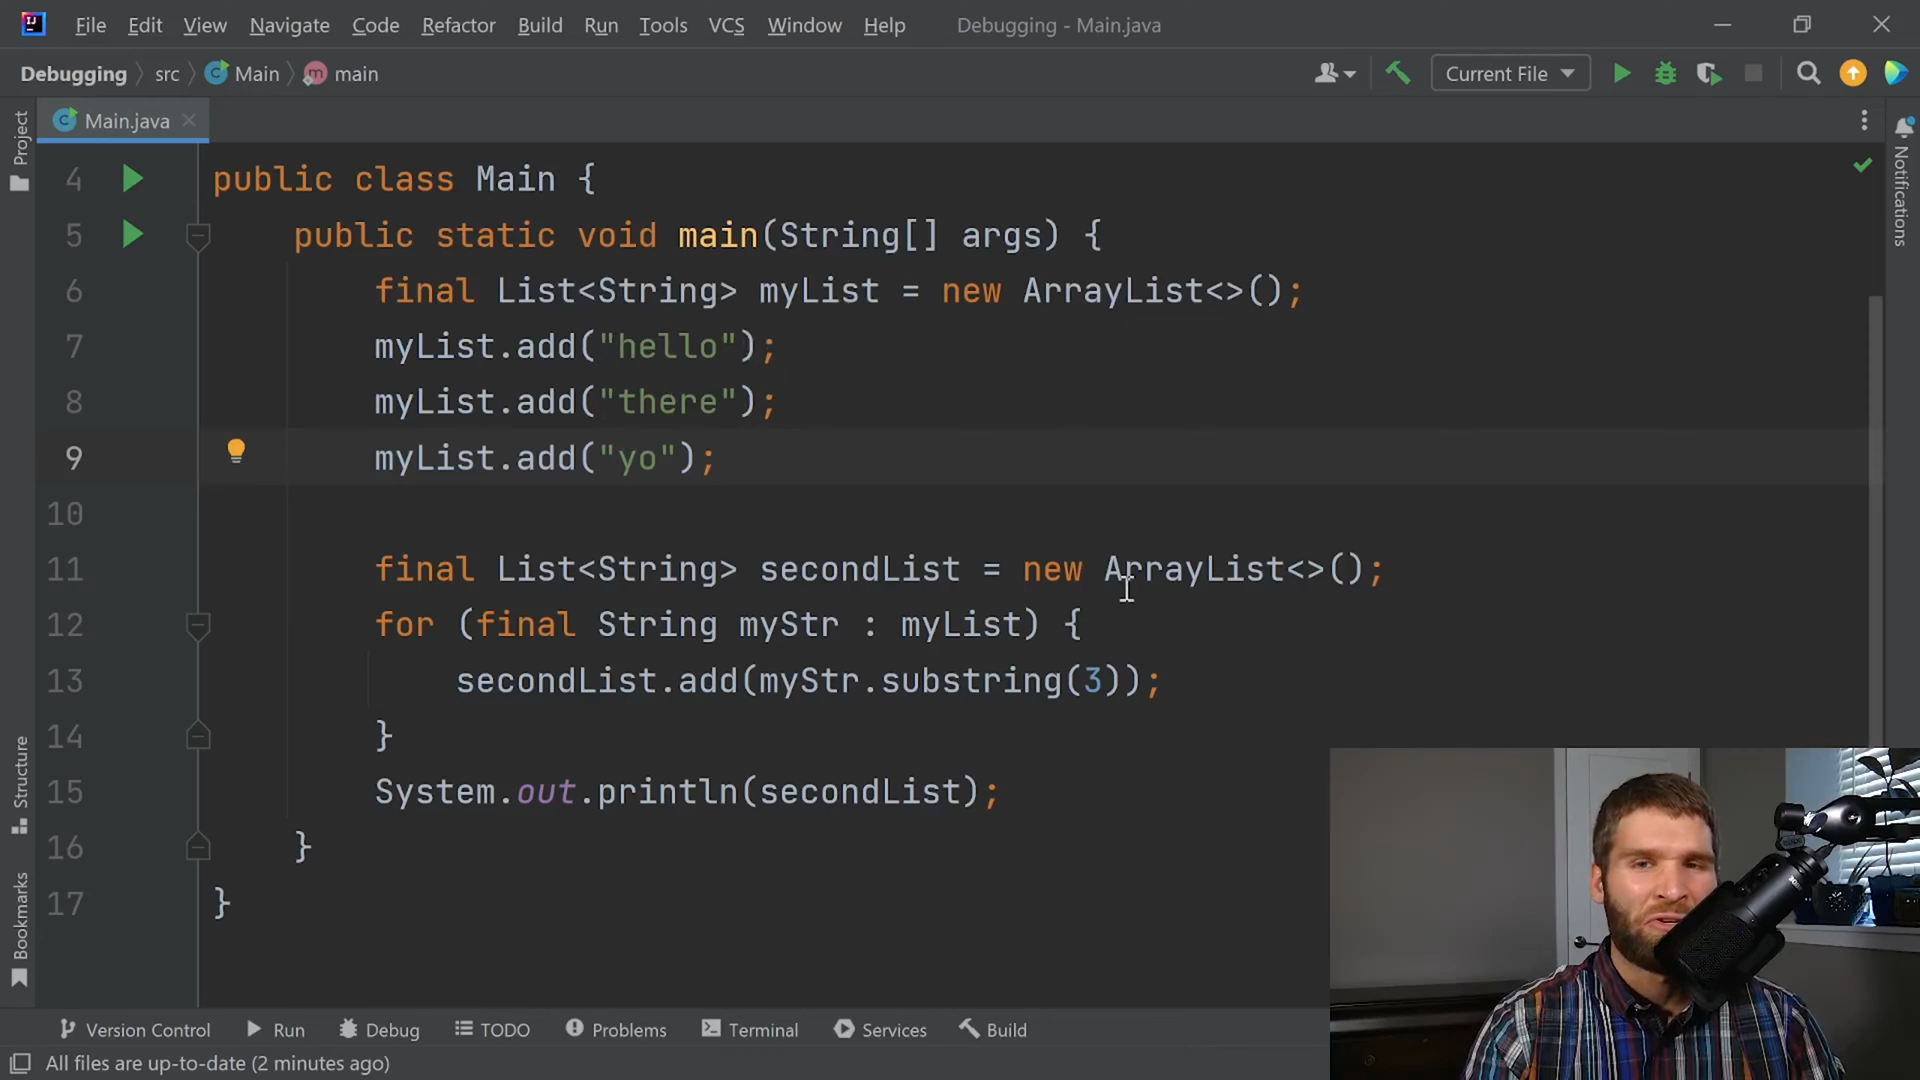 File Edit View Navigate Code Refactor Build Run Tools VCS Window Help Debugging - Main.java
Debugging src Main main Current File
Project
Main.java
Notifications
4 public class Main {
5 public static void main(String[] args) {
6 final List<String> myList = new ArrayList<>();
7 myList.add("hello");
8 myList.add("there");
9 myList.add("yo");
10
11 final List<String> secondList = new ArrayList<>();
12 for (final String myStr : myList) {
13 secondList.add(myStr.substring(3));
14 }
15 System.out.println(secondList);
16 }
17 }
Structure
Bookmarks
Version Control Run Debug TODO Problems Terminal Services Build
All files are up-to-date (2 minutes ago)